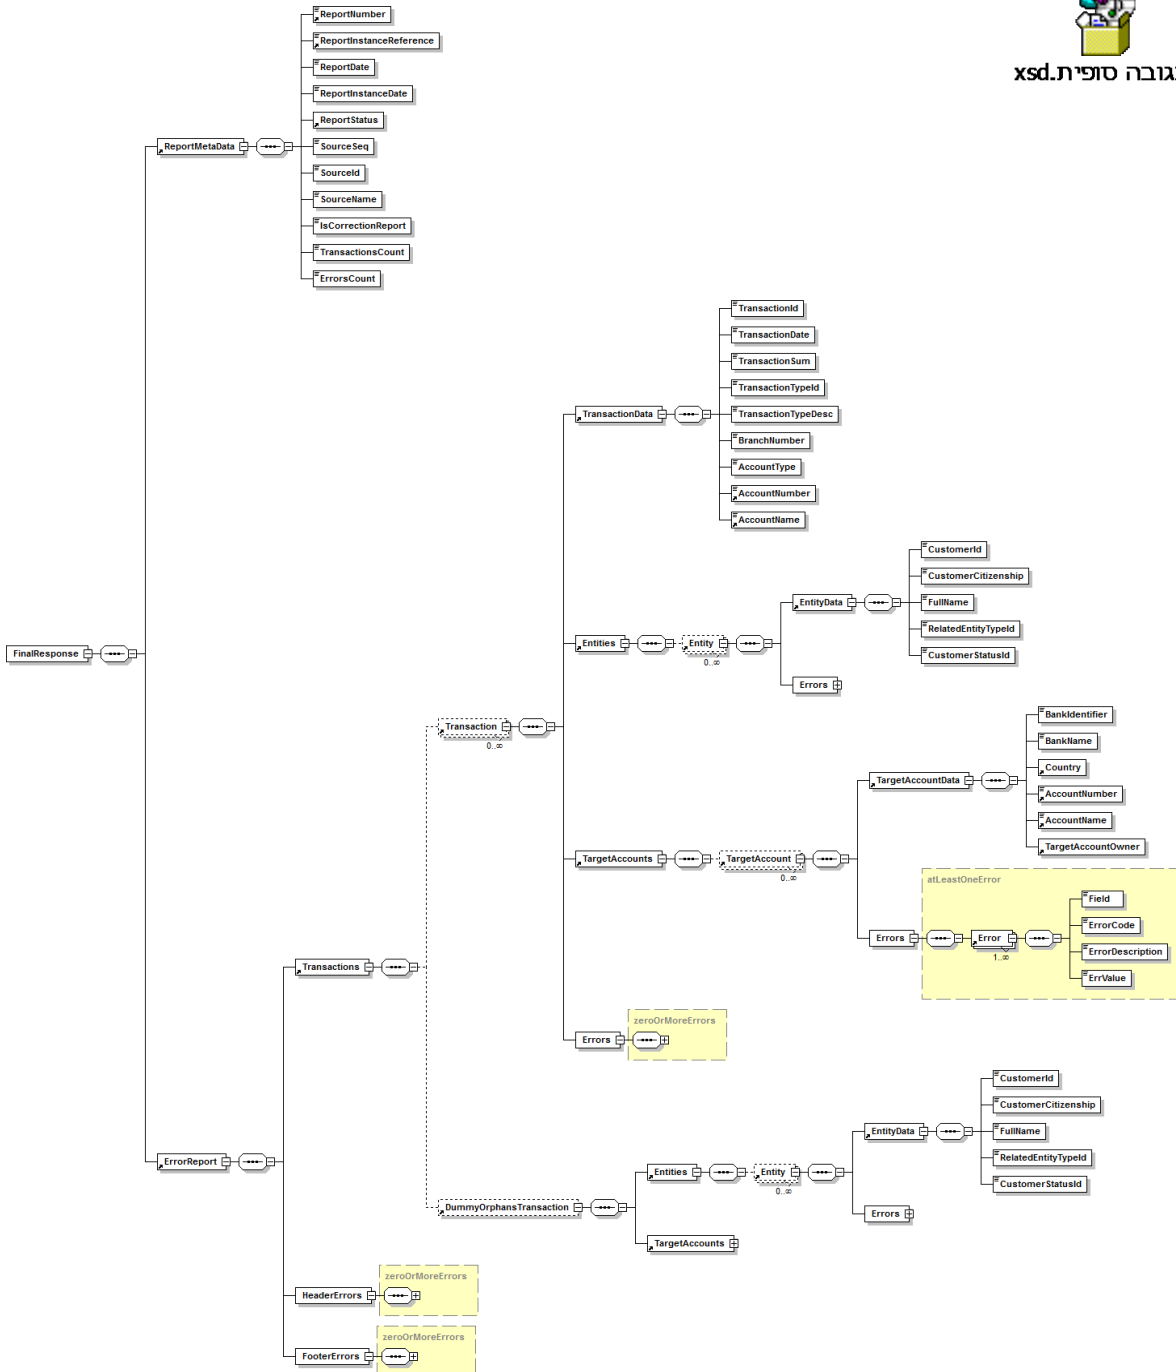 ReportNumber
ReportInstanceReference
ReportDate
ReportInstanceDate
ReportStatus
ReportMetaData
SourceSeq
SourceId
SourceName
IsCorrectionReport
TransactionsCount
ErrorsCount
סופית.xsd
TransactionId
TransactionDate
TransactionSum
TransactionTypeId
TransactionData
TransactionTypeDesc
BranchNumber
AccountType
AccountNumber
AccountName
CustomerId
CustomerCitizenship
EntityData
FullName
RelatedEntityTypeId
CustomerStatusId
FinalResponse
Entities
Entity
0..∞
Errors
Transaction
0..∞
BankIdentifier
BankName
Country
TargetAccountData
AccountNumber
AccountName
TargetAccountOwner
TargetAccounts
TargetAccount
0..∞
atLeastOneError
Field
ErrorCode
Errors
Error
1..∞
ErrorDescription
ErrValue
Transactions
zeroOrMoreErrors
Errors
CustomerId
CustomerCitizenship
EntityData
FullName
RelatedEntityTypeId
CustomerStatusId
ErrorReport
Entities
Entity
0..∞
DummyOrphansTransaction
Errors
TargetAccounts
zeroOrMoreErrors
HeaderErrors
zeroOrMoreErrors
FooterErrors